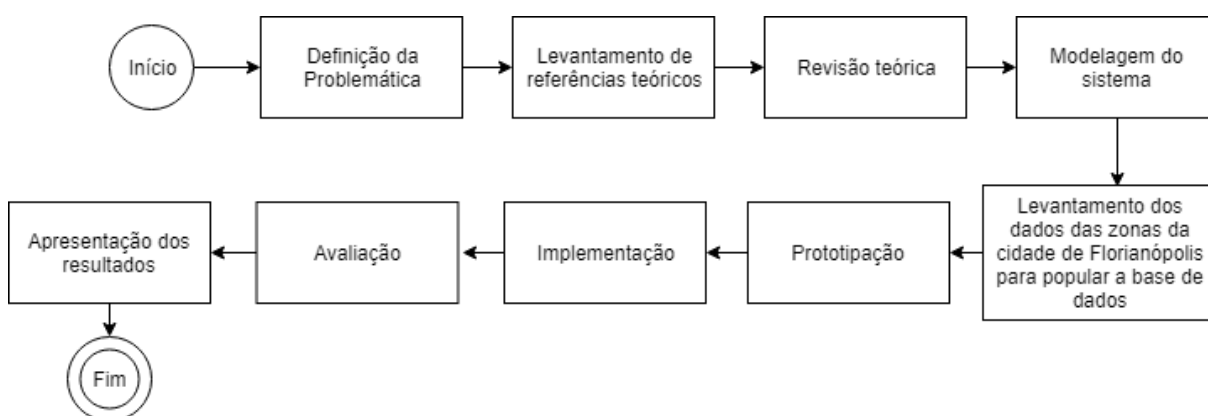 Início
Definição da
Problemática
Levantamento de
referências teóricos
Revisão teórica
Modelagem do
sistema
Levantamento dos
dados das zonas da
cidade de Florianópolis
para popular a base de
dados
Prototipação
Implementação
Avaliação
Apresentação dos
resultados
Fim